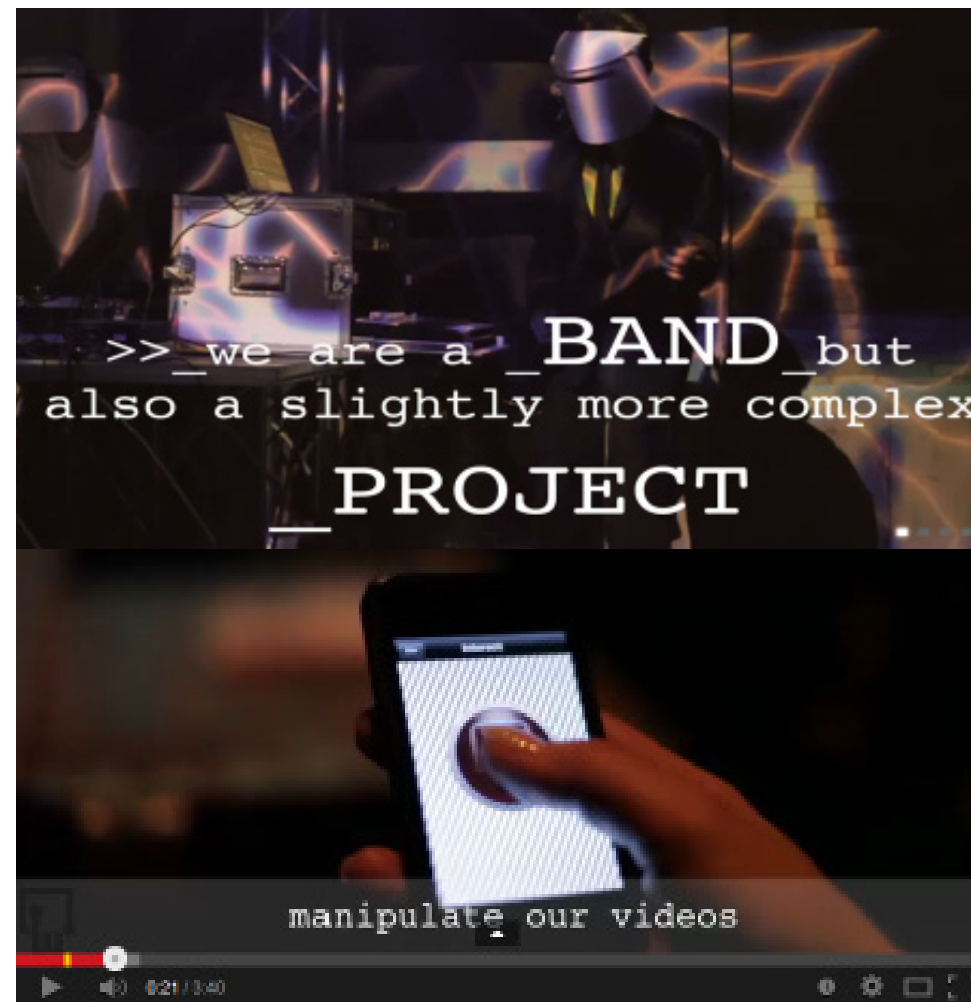 >>_we are a _BAND_but
also a slightly more complex
_PROJECT
manipulate our videos
0:21 / 3:40